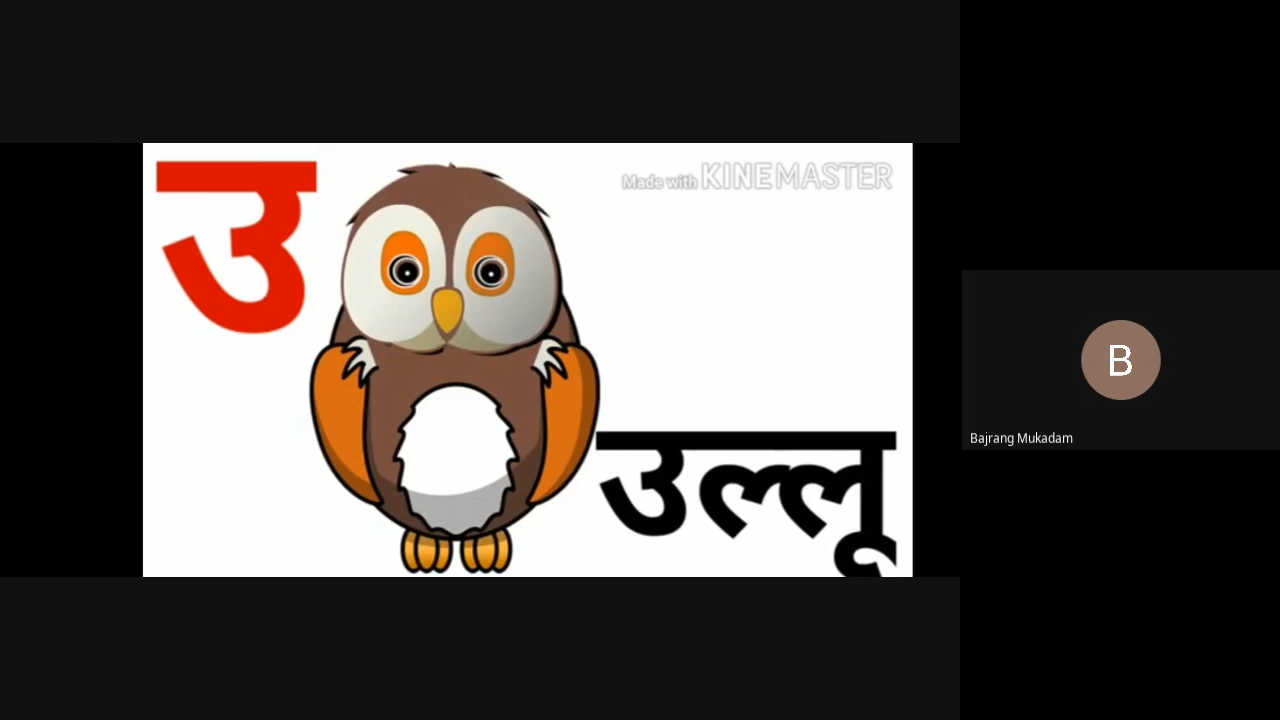 उ
Made with KINEMASTER
उल्लू
B
Bajrang Mukadam